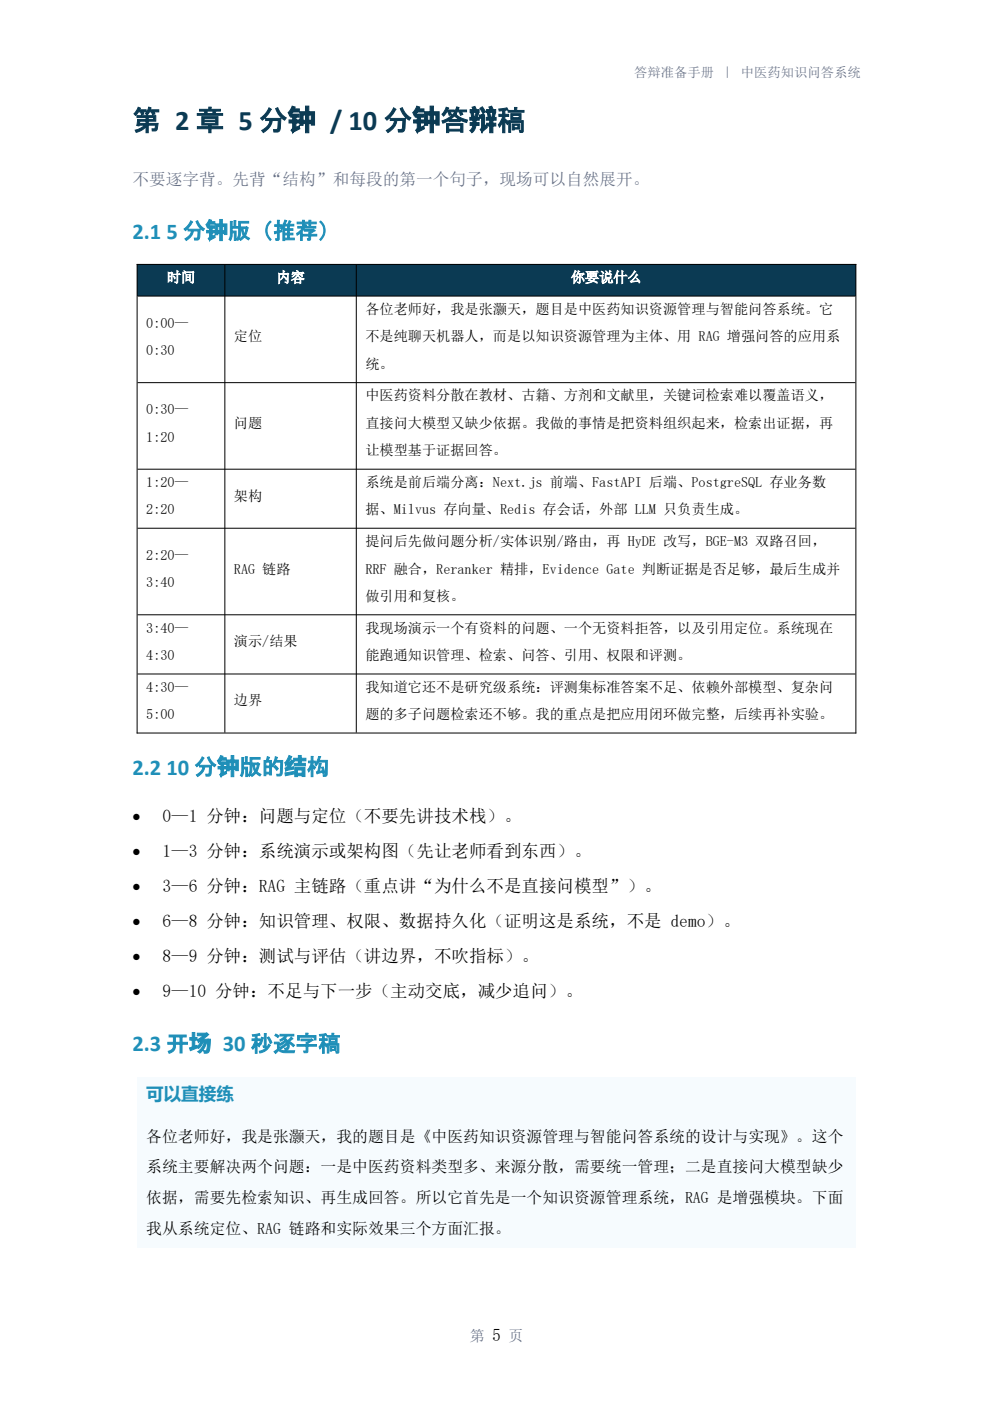 答辩准备手册 | 中医药知识问答系统
第 2 章 5 分钟 / 10 分钟答辩稿
不要逐字背。先背“结构”和每段的第一个句子，现场可以自然展开。
2.1 5 分钟版（推荐）
时间 内容 你要说什么
0:00—
0:30
定位
各位老师好，我是张灏天，题目是中医药知识资源管理与智能问答系统。它
不是纯聊天机器人，而是以知识资源管理为主体、用 RAG 增强问答的应用系
统。
0:30—
1:20
问题
中医药资料分散在教材、古籍、方剂和文献里，关键词检索难以覆盖语义，
直接问大模型又缺少依据。我做的事情是把资料组织起来，检索出证据，再
让模型基于证据回答。
1:20—
2:20
架构
系统是前后端分离：Next.js 前端、FastAPI 后端、PostgreSQL 存业务数
据、Milvus 存向量、Redis 存会话，外部 LLM 只负责生成。
2:20—
3:40
RAG 链路
提问后先做问题分析/实体识别/路由，再 HyDE 改写，BGE-M3 双路召回，
RRF 融合，Reranker 精排，Evidence Gate 判断证据是否足够，最后生成并
做引用和复核。
3:40—
4:30
演示/结果
我现场演示一个有资料的问题、一个无资料拒答，以及引用定位。系统现在
能跑通知识管理、检索、问答、引用、权限和评测。
4:30—
5:00
边界
我知道它还不是研究级系统：评测集标准答案不足、依赖外部模型、复杂问
题的多子问题检索还不够。我的重点是把应用闭环做完整，后续再补实验。
2.2 10 分钟版的结构
• 0—1 分钟：问题与定位（不要先讲技术栈）。
• 1—3 分钟：系统演示或架构图（先让老师看到东西）。
• 3—6 分钟：RAG 主链路（重点讲“为什么不是直接问模型”）。
• 6—8 分钟：知识管理、权限、数据持久化（证明这是系统，不是 demo）。
• 8—9 分钟：测试与评估（讲边界，不吹指标）。
• 9—10 分钟：不足与下一步（主动交底，减少追问）。
2.3 开场 30 秒逐字稿
可以直接练
各位老师好，我是张灏天，我的题目是《中医药知识资源管理与智能问答系统的设计与实现》。这个
系统主要解决两个问题：一是中医药资料类型多、来源分散，需要统一管理；二是直接问大模型缺少
依据，需要先检索知识、再生成回答。所以它首先是一个知识资源管理系统，RAG 是增强模块。下面
我从系统定位、RAG 链路和实际效果三个方面汇报。
第 5 页